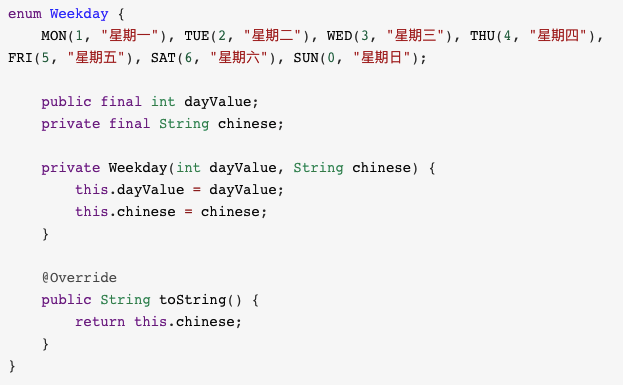 enum Weekday {
    MON(1, "星期一"), TUE(2, "星期二"), WED(3, "星期三"), THU(4, "星期四"),
FRI(5, "星期五"), SAT(6, "星期六"), SUN(0, "星期日");

    public final int dayValue;
    private final String chinese;

    private Weekday(int dayValue, String chinese) {
        this.dayValue = dayValue;
        this.chinese = chinese;
    }

    @Override
    public String toString() {
        return this.chinese;
    }
}